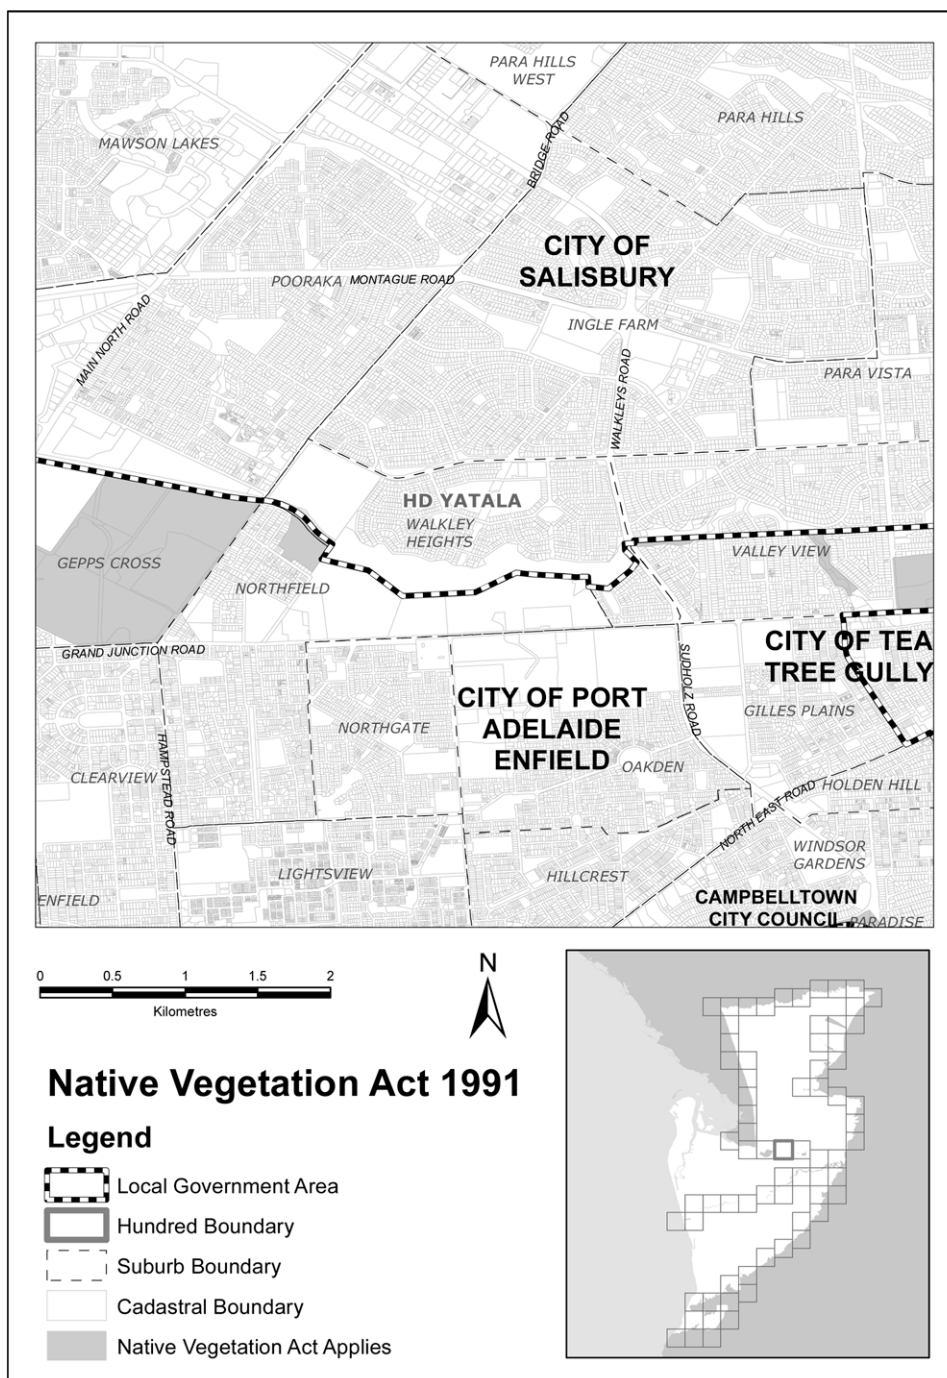 PARA HILLS
WEST
PARA HILLS
MAWSON LAKES
BRIDGE ROAD
CITY OF
SALISBURY
POORAKA
MONTAGUE ROAD
MAIN NORTH ROAD
INGLE FARM
WALKLEYS ROAD
PARA VISTA
HD YATALA
WALKLEY
HEIGHTS
GEPPS CROSS
NORTHFIELD
VALLEY VIEW
GRAND JUNCTION ROAD
CITY OF TEA
TREE GULLY
SUDHOLZ ROAD
CITY OF PORT
ADELAIDE
ENFIELD
GILLES PLAINS
NORTHGATE
HAMPSTEAD ROAD
CLEARVIEW
OAKDEN
NORTH EAST ROAD
HOLDEN HILL
WINDSOR
GARDENS
LIGHTSVIEW
HILLCREST
ENFIELD
CAMPBELLTOWN
CITY COUNCIL
PARADISE
0 0.5 1 1.5 2
Kilometres
N
Native Vegetation Act 1991
Legend
Local Government Area
Hundred Boundary
Suburb Boundary
Cadastral Boundary
Native Vegetation Act Applies